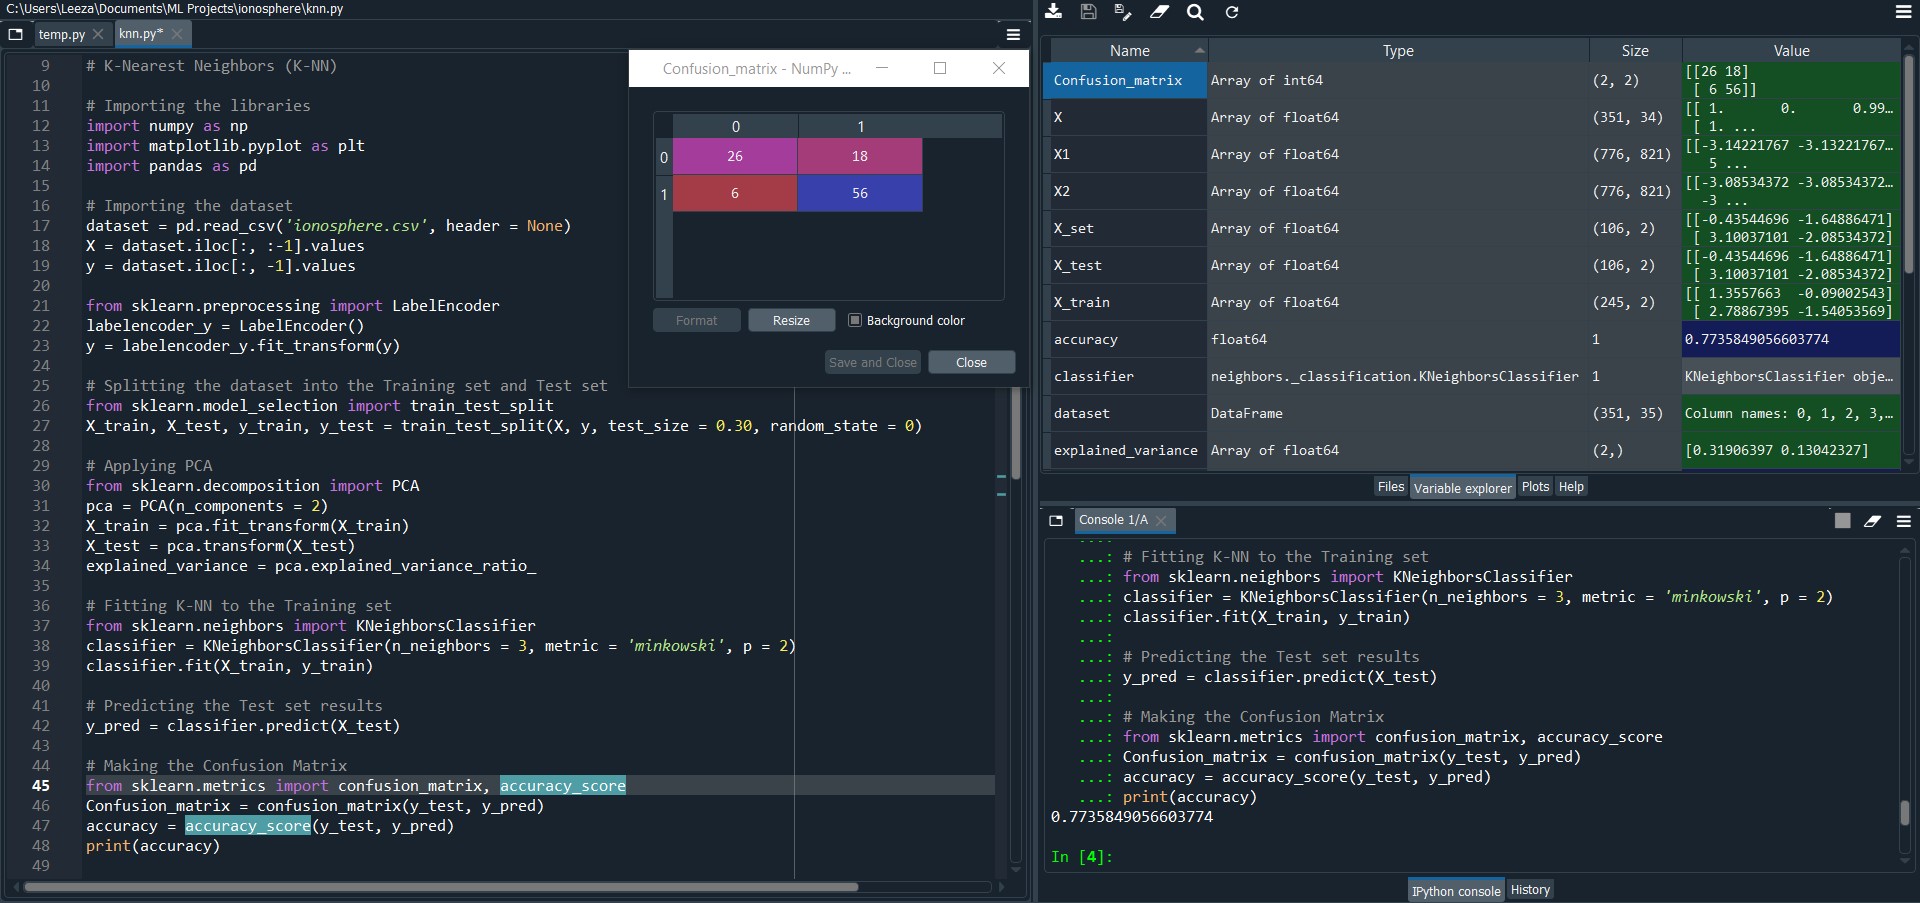 C:\Users\Leeza\Documents\ML Projects\ionosphere\knn.py
temp.py
knn.py*
9 # K-Nearest Neighbors (K-NN)
10
11 # Importing the libraries
12 import numpy as np
13 import matplotlib.pyplot as plt
14 import pandas as pd
15
16 # Importing the dataset
17 dataset = pd.read_csv('ionosphere.csv', header = None)
18 X = dataset.iloc[:, :-1].values
19 y = dataset.iloc[:, -1].values
20
21 from sklearn.preprocessing import LabelEncoder
22 labelencoder_y = LabelEncoder()
23 y = labelencoder_y.fit_transform(y)
24
25 # Splitting the dataset into the Training set and Test set
26 from sklearn.model_selection import train_test_split
27 X_train, X_test, y_train, y_test = train_test_split(X, y, test_size = 0.30, random_state = 0)
28
29 # Applying PCA
30 from sklearn.decomposition import PCA
31 pca = PCA(n_components = 2)
32 X_train = pca.fit_transform(X_train)
33 X_test = pca.transform(X_test)
34 explained_variance = pca.explained_variance_ratio_
35
36 # Fitting K-NN to the Training set
37 from sklearn.neighbors import KNeighborsClassifier
38 classifier = KNeighborsClassifier(n_neighbors = 3, metric = 'minkowski', p = 2)
39 classifier.fit(X_train, y_train)
40
41 # Predicting the Test set results
42 y_pred = classifier.predict(X_test)
43
44 # Making the Confusion Matrix
45 from sklearn.metrics import confusion_matrix, accuracy_score
46 Confusion_matrix = confusion_matrix(y_test, y_pred)
47 accuracy = accuracy_score(y_test, y_pred)
48 print(accuracy)
49
Confusion_matrix - NumPy ...
0 1
0 26 18
1 6 56
Format Resize Background color
Save and Close Close
Name Type Size Value
Confusion_matrix Array of int64 (2, 2) [[26 18]
[ 6 56]]
X Array of float64 (351, 34) [[ 1. 0. 0.99...
[ 1. ...
X1 Array of float64 (776, 821) [[-3.14221767 -3.13221767...
5 ...
X2 Array of float64 (776, 821) [[-3.08534372 -3.08534372...
-3 ...
X_set Array of float64 (106, 2) [[-0.43544696 -1.64886471]
[ 3.10037101 -2.08534372]
X_test Array of float64 (106, 2) [[-0.43544696 -1.64886471]
[ 3.10037101 -2.08534372]
X_train Array of float64 (245, 2) [[ 1.3557663 -0.09002543]
[ 2.78867395 -1.54053569]
accuracy float64 1 0.7735849056603774
classifier neighbors._classification.KNeighborsClassifier 1 KNeighborsClassifier obje...
dataset DataFrame (351, 35) Column names: 0, 1, 2, 3,...
explained_variance Array of float64 (2,) [0.31906397 0.13042327]
Files Variable explorer Plots Help
Console 1/A
...: # Fitting K-NN to the Training set
...: from sklearn.neighbors import KNeighborsClassifier
...: classifier = KNeighborsClassifier(n_neighbors = 3, metric = 'minkowski', p = 2)
...: classifier.fit(X_train, y_train)
...:
...: # Predicting the Test set results
...: y_pred = classifier.predict(X_test)
...:
...: # Making the Confusion Matrix
...: from sklearn.metrics import confusion_matrix, accuracy_score
...: Confusion_matrix = confusion_matrix(y_test, y_pred)
...: accuracy = accuracy_score(y_test, y_pred)
...: print(accuracy)
0.7735849056603774
In [4]:
IPython console History